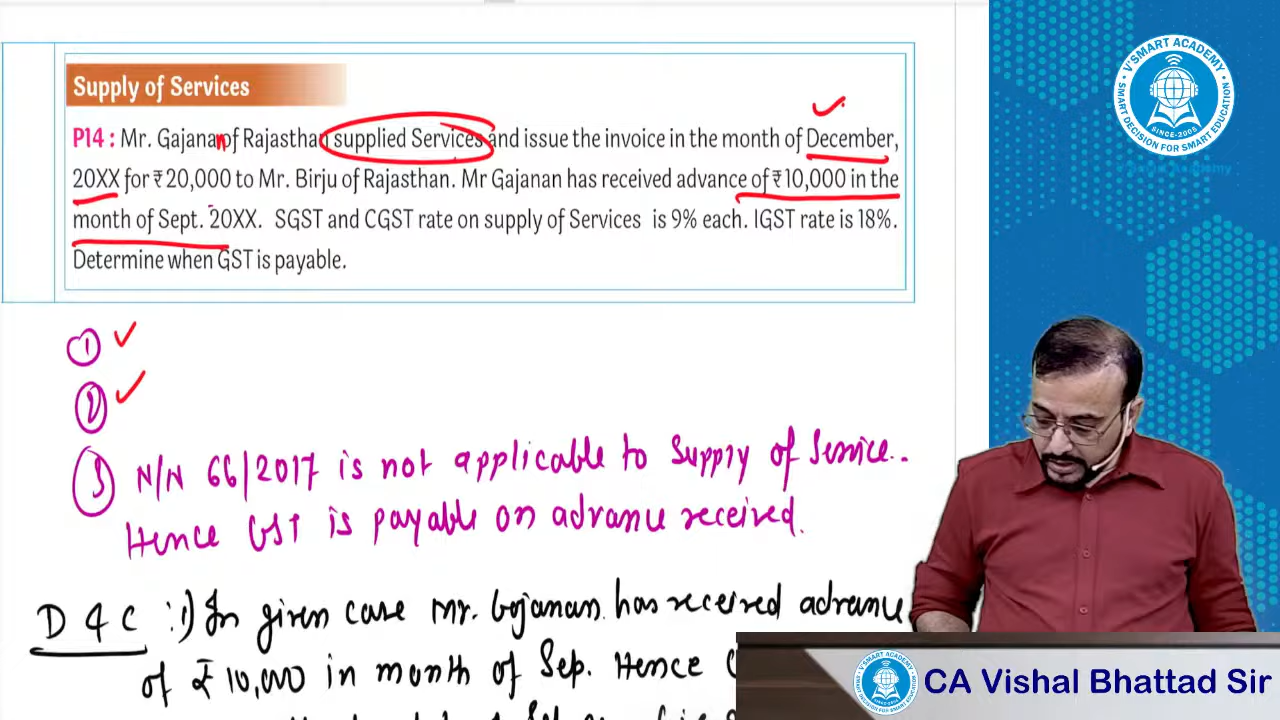 Supply of Services
P14 : Mr. Gajanan of Rajasthan supplied Services and issue the invoice in the month of December,
20XX for ₹ 20,000 to Mr. Birju of Rajasthan. Mr Gajanan has received advance of ₹ 10,000 in the
month of Sept. 20XX. SGST and CGST rate on supply of Services is 9% each. IGST rate is 18%.
Determine when GST is payable.
1
2
3 N/N 66/2017 is not applicable to Supply of Service.
Hence GST is payable on advance received.
D & C :1) In given case Mr. Gajanan has received advance
of ₹ 10,000 in month of Sep. Hence
V'SMART ACADEMY
SINCE-2005
SMART DECISION FOR SMART EDUCATION
V'SMART ACADEMY
CA Vishal Bhattad Sir